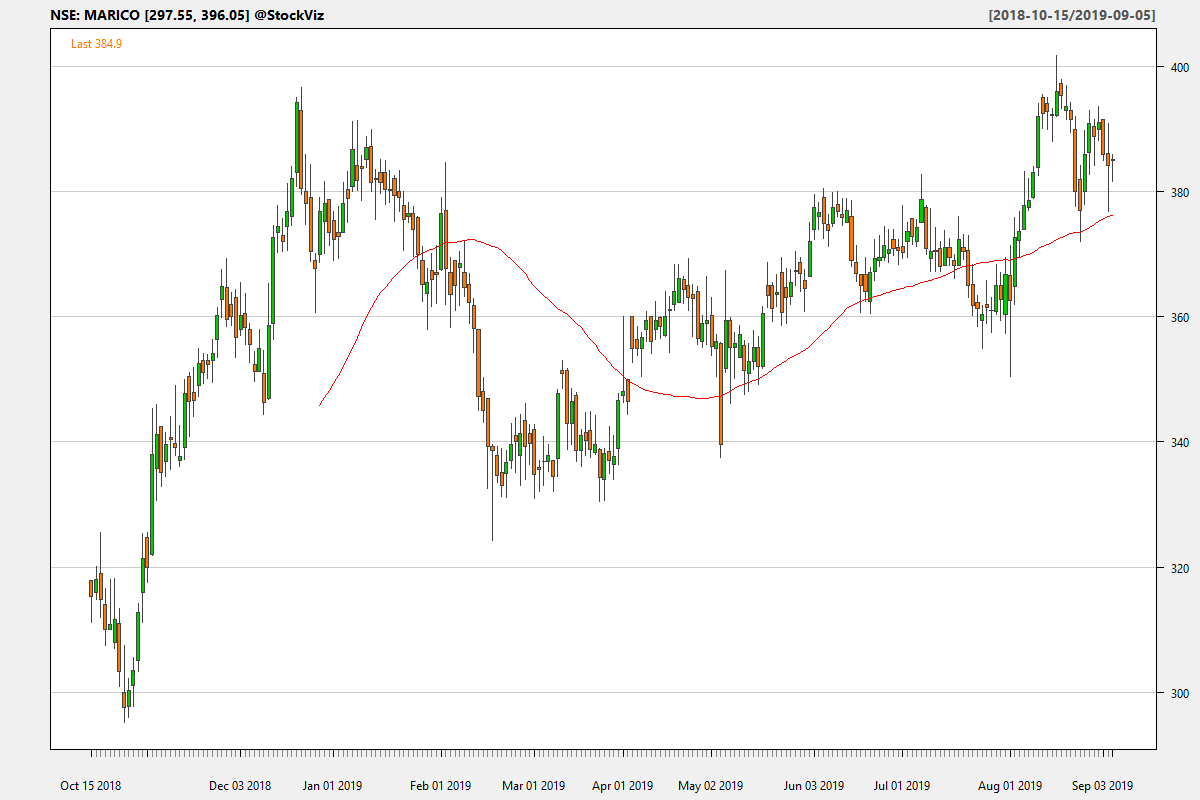 NSE: MARICO [297.55, 396.05] @StockViz
[2018-10-15/2019-09-05]
Last 384.9
400
380
360
340
320
300
Oct 15 2018
Dec 03 2018
Jan 01 2019
Feb 01 2019
Mar 01 2019
Apr 01 2019
May 02 2019
Jun 03 2019
Jul 01 2019
Aug 01 2019
Sep 03 2019